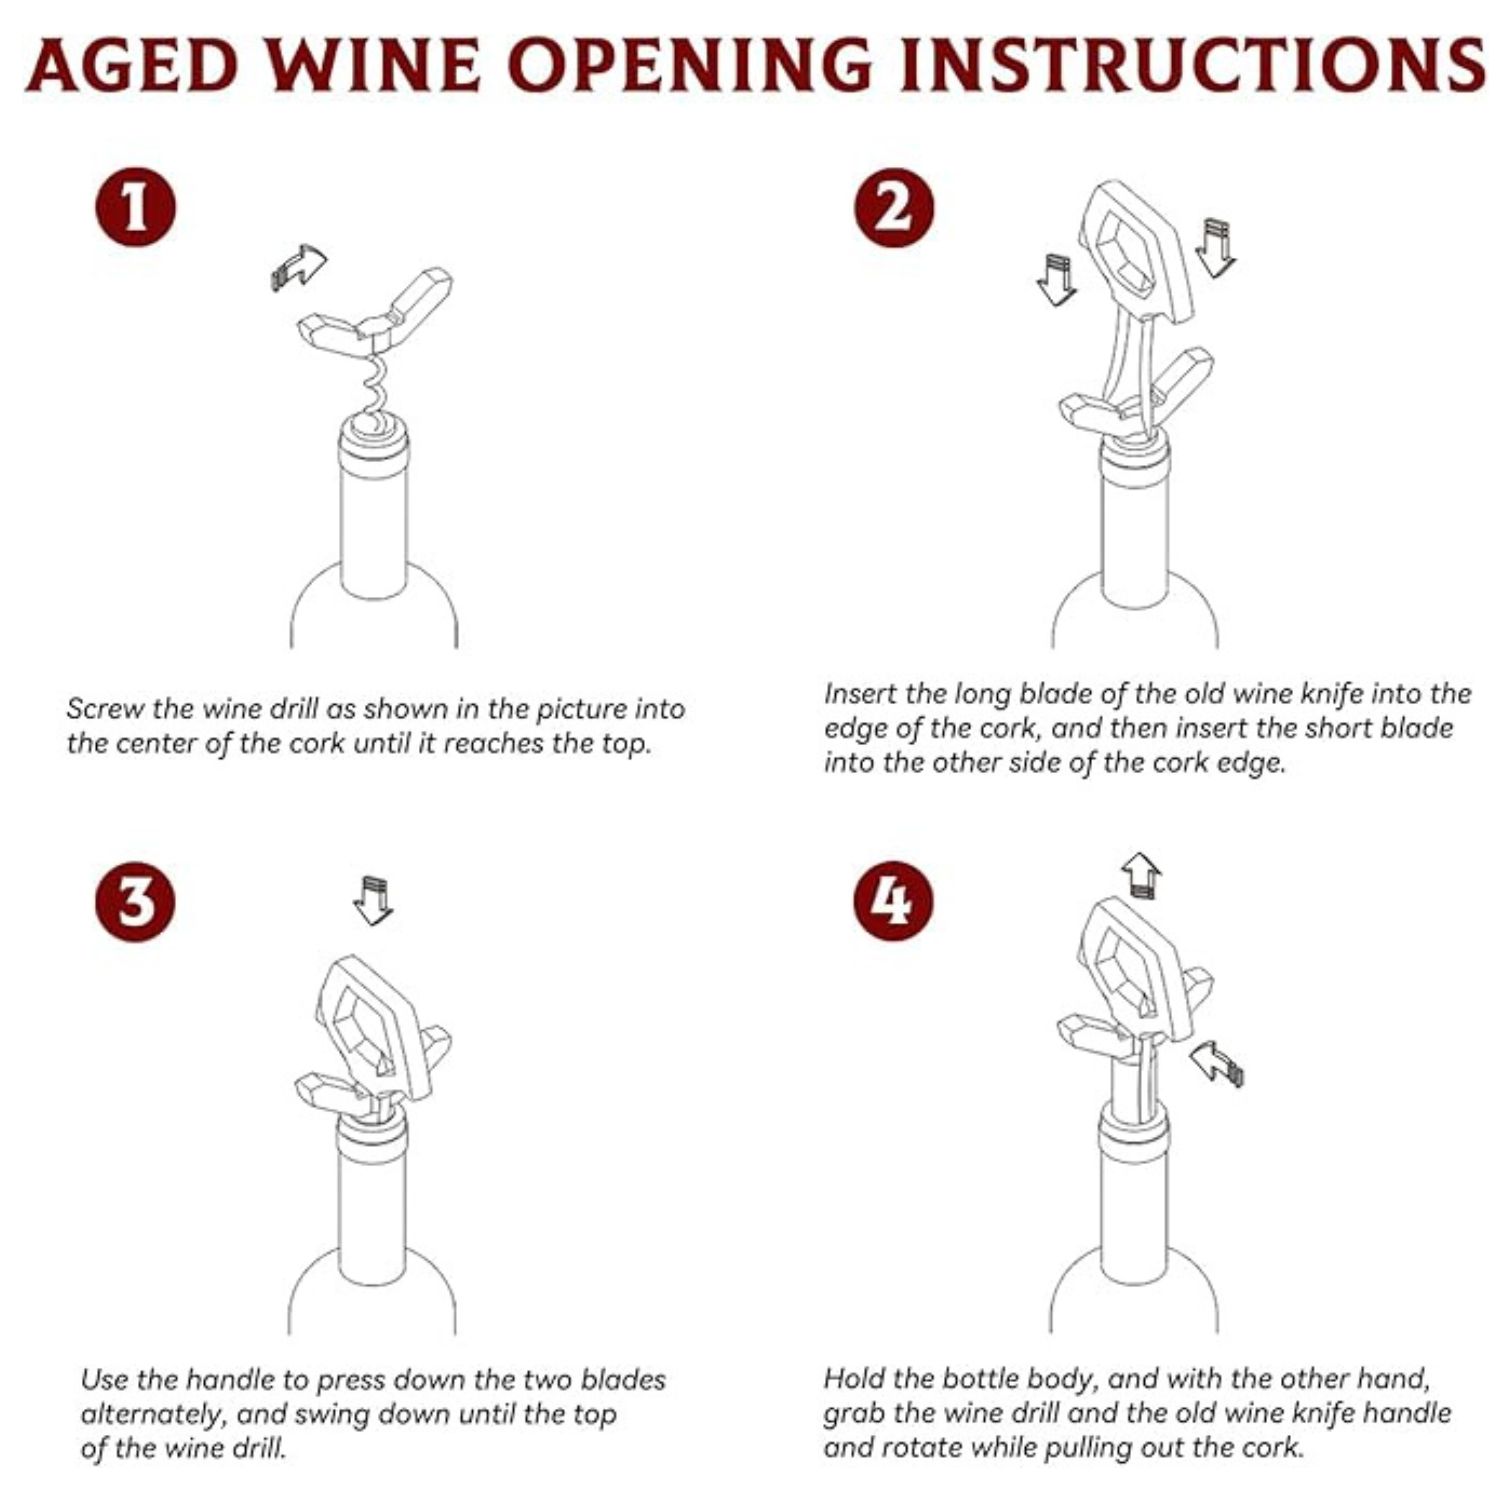 AGED WINE OPENING INSTRUCTIONS
1
Screw the wine drill as shown in the picture into
the center of the cork until it reaches the top.
2
Insert the long blade of the old wine knife into the
edge of the cork, and then insert the short blade
into the other side of the cork edge.
3
Use the handle to press down the two blades
alternately, and swing down until the top
of the wine drill.
4
Hold the bottle body, and with the other hand,
grab the wine drill and the old wine knife handle
and rotate while pulling out the cork.